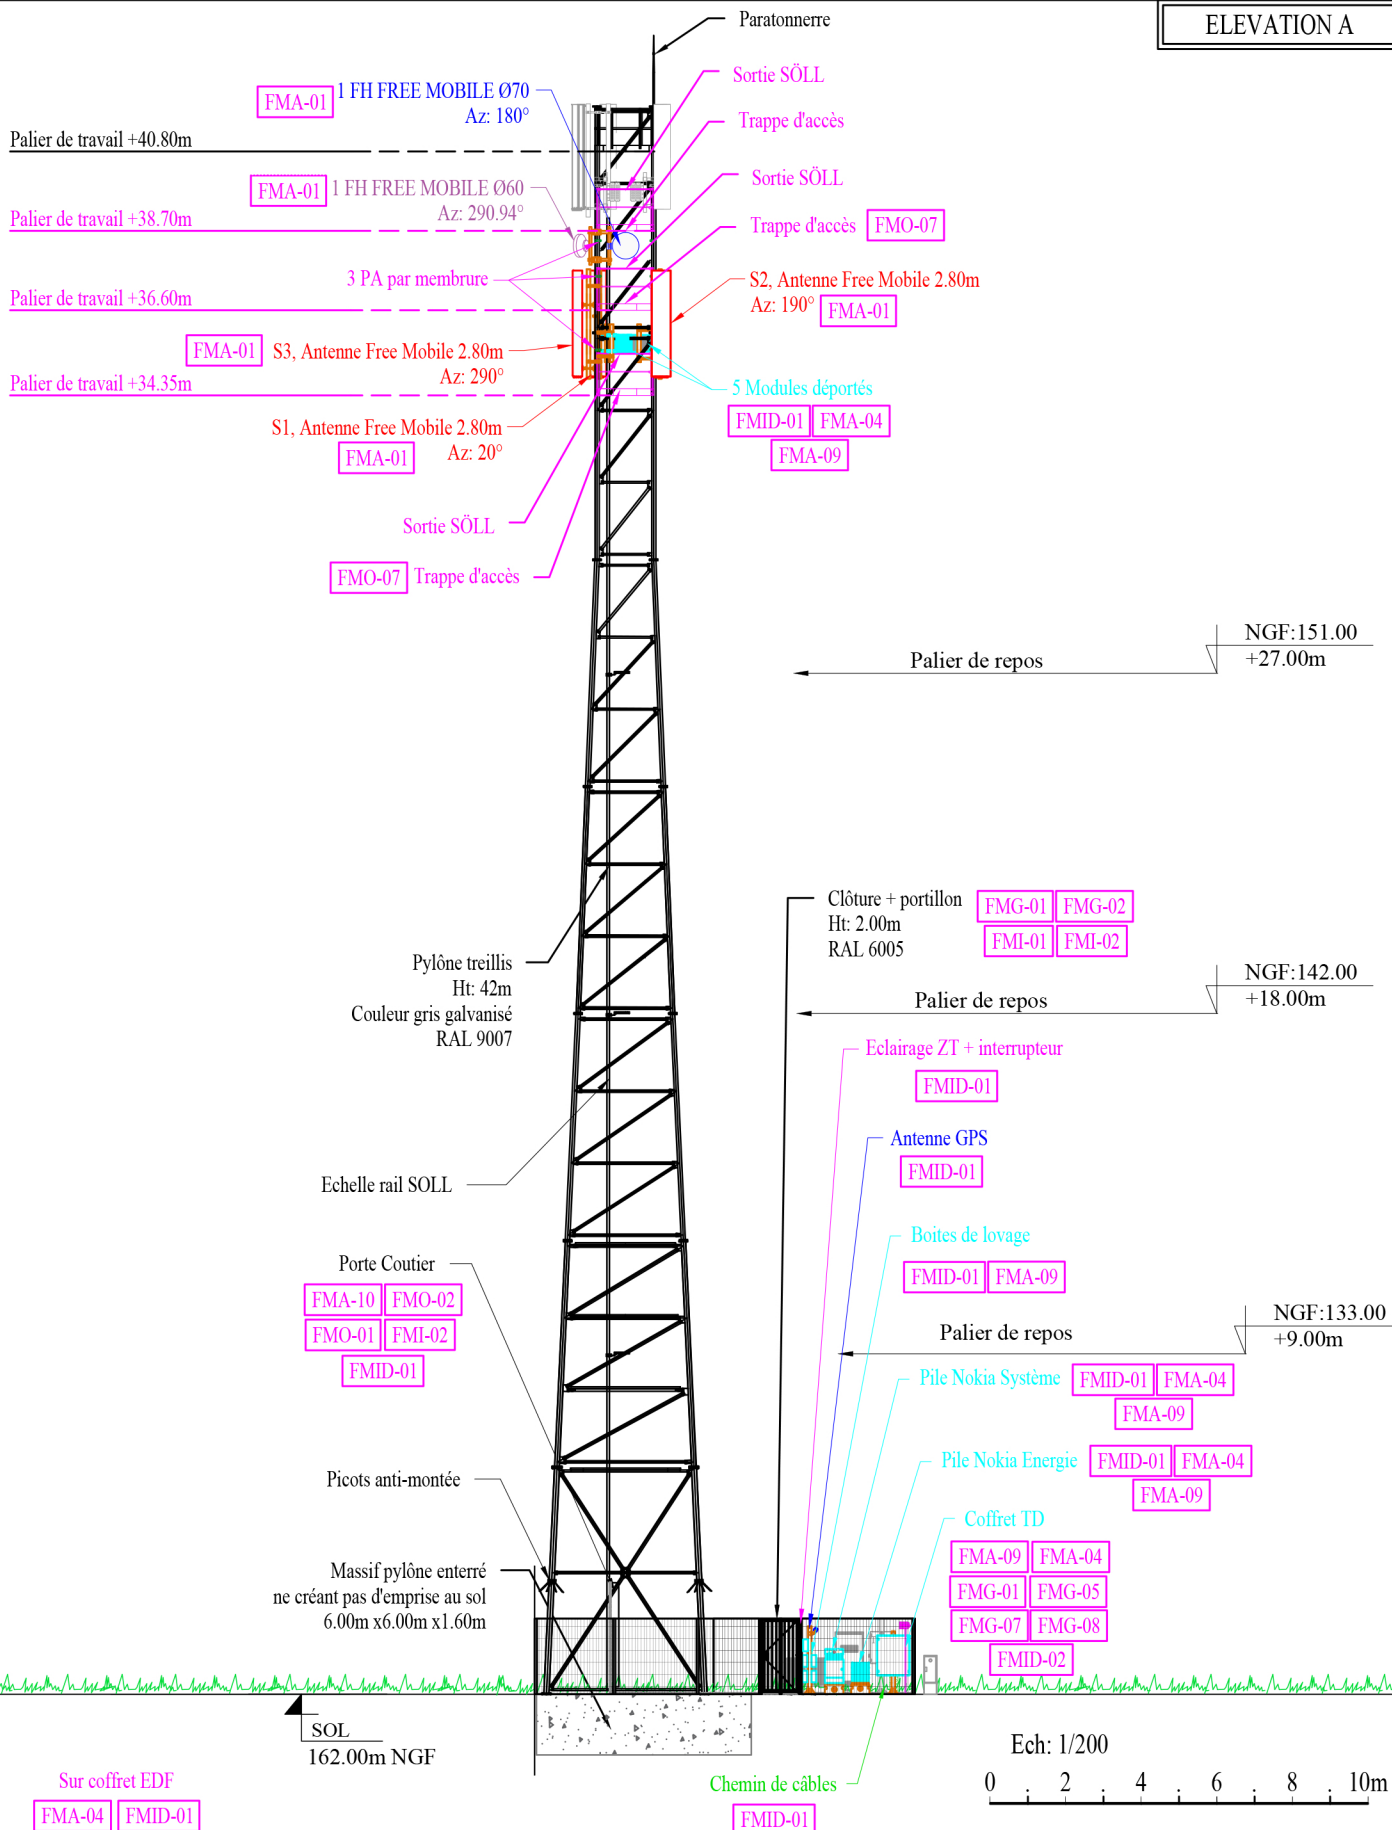 ELEVATION A
Paratonnerre
Sortie SÖLL
FMA-01
1 FH FREE MOBILE Ø70
Az: 180°
Trappe d'accès
Palier de travail +40.80m
Sortie SÖLL
FMA-01
1 FH FREE MOBILE Ø60
Az: 290.94°
Palier de travail +38.70m
Trappe d'accès
FMO-07
3 PA par membrure
S2, Antenne Free Mobile 2.80m
Az: 190°
FMA-01
Palier de travail +36.60m
FMA-01
S3, Antenne Free Mobile 2.80m
Az: 290°
Palier de travail +34.35m
5 Modules déportés
FMID-01
FMA-04
FMA-09
S1, Antenne Free Mobile 2.80m
Az: 20°
FMA-01
Sortie SÖLL
FMO-07
Trappe d'accès
NGF:151.00
+27.00m
Palier de repos
Clôture + portillon
Ht: 2.00m
RAL 6005
FMG-01
FMG-02
FMI-01
FMI-02
Pylône treillis
Ht: 42m
Couleur gris galvanisé
RAL 9007
NGF:142.00
+18.00m
Palier de repos
Eclairage ZT + interrupteur
FMID-01
Antenne GPS
FMID-01
Echelle rail SOLL
Boites de lovage
FMID-01
FMA-09
Porte Coutier
FMA-10
FMO-02
FMO-01
FMI-02
FMID-01
NGF:133.00
+9.00m
Palier de repos
Pile Nokia Système
FMID-01
FMA-04
FMA-09
Pile Nokia Energie
FMID-01
FMA-04
FMA-09
Picots anti-montée
Coffret TD
FMA-09
FMA-04
FMG-01
FMG-05
FMG-07
FMG-08
FMID-02
Massif pylône enterré
ne créant pas d'emprise au sol
6.00m x6.00m x1.60m
SOL
162.00m NGF
Ech: 1/200
0 2 4 6 8 10m
Sur coffret EDF
FMA-04
FMID-01
Chemin de câbles
FMID-01